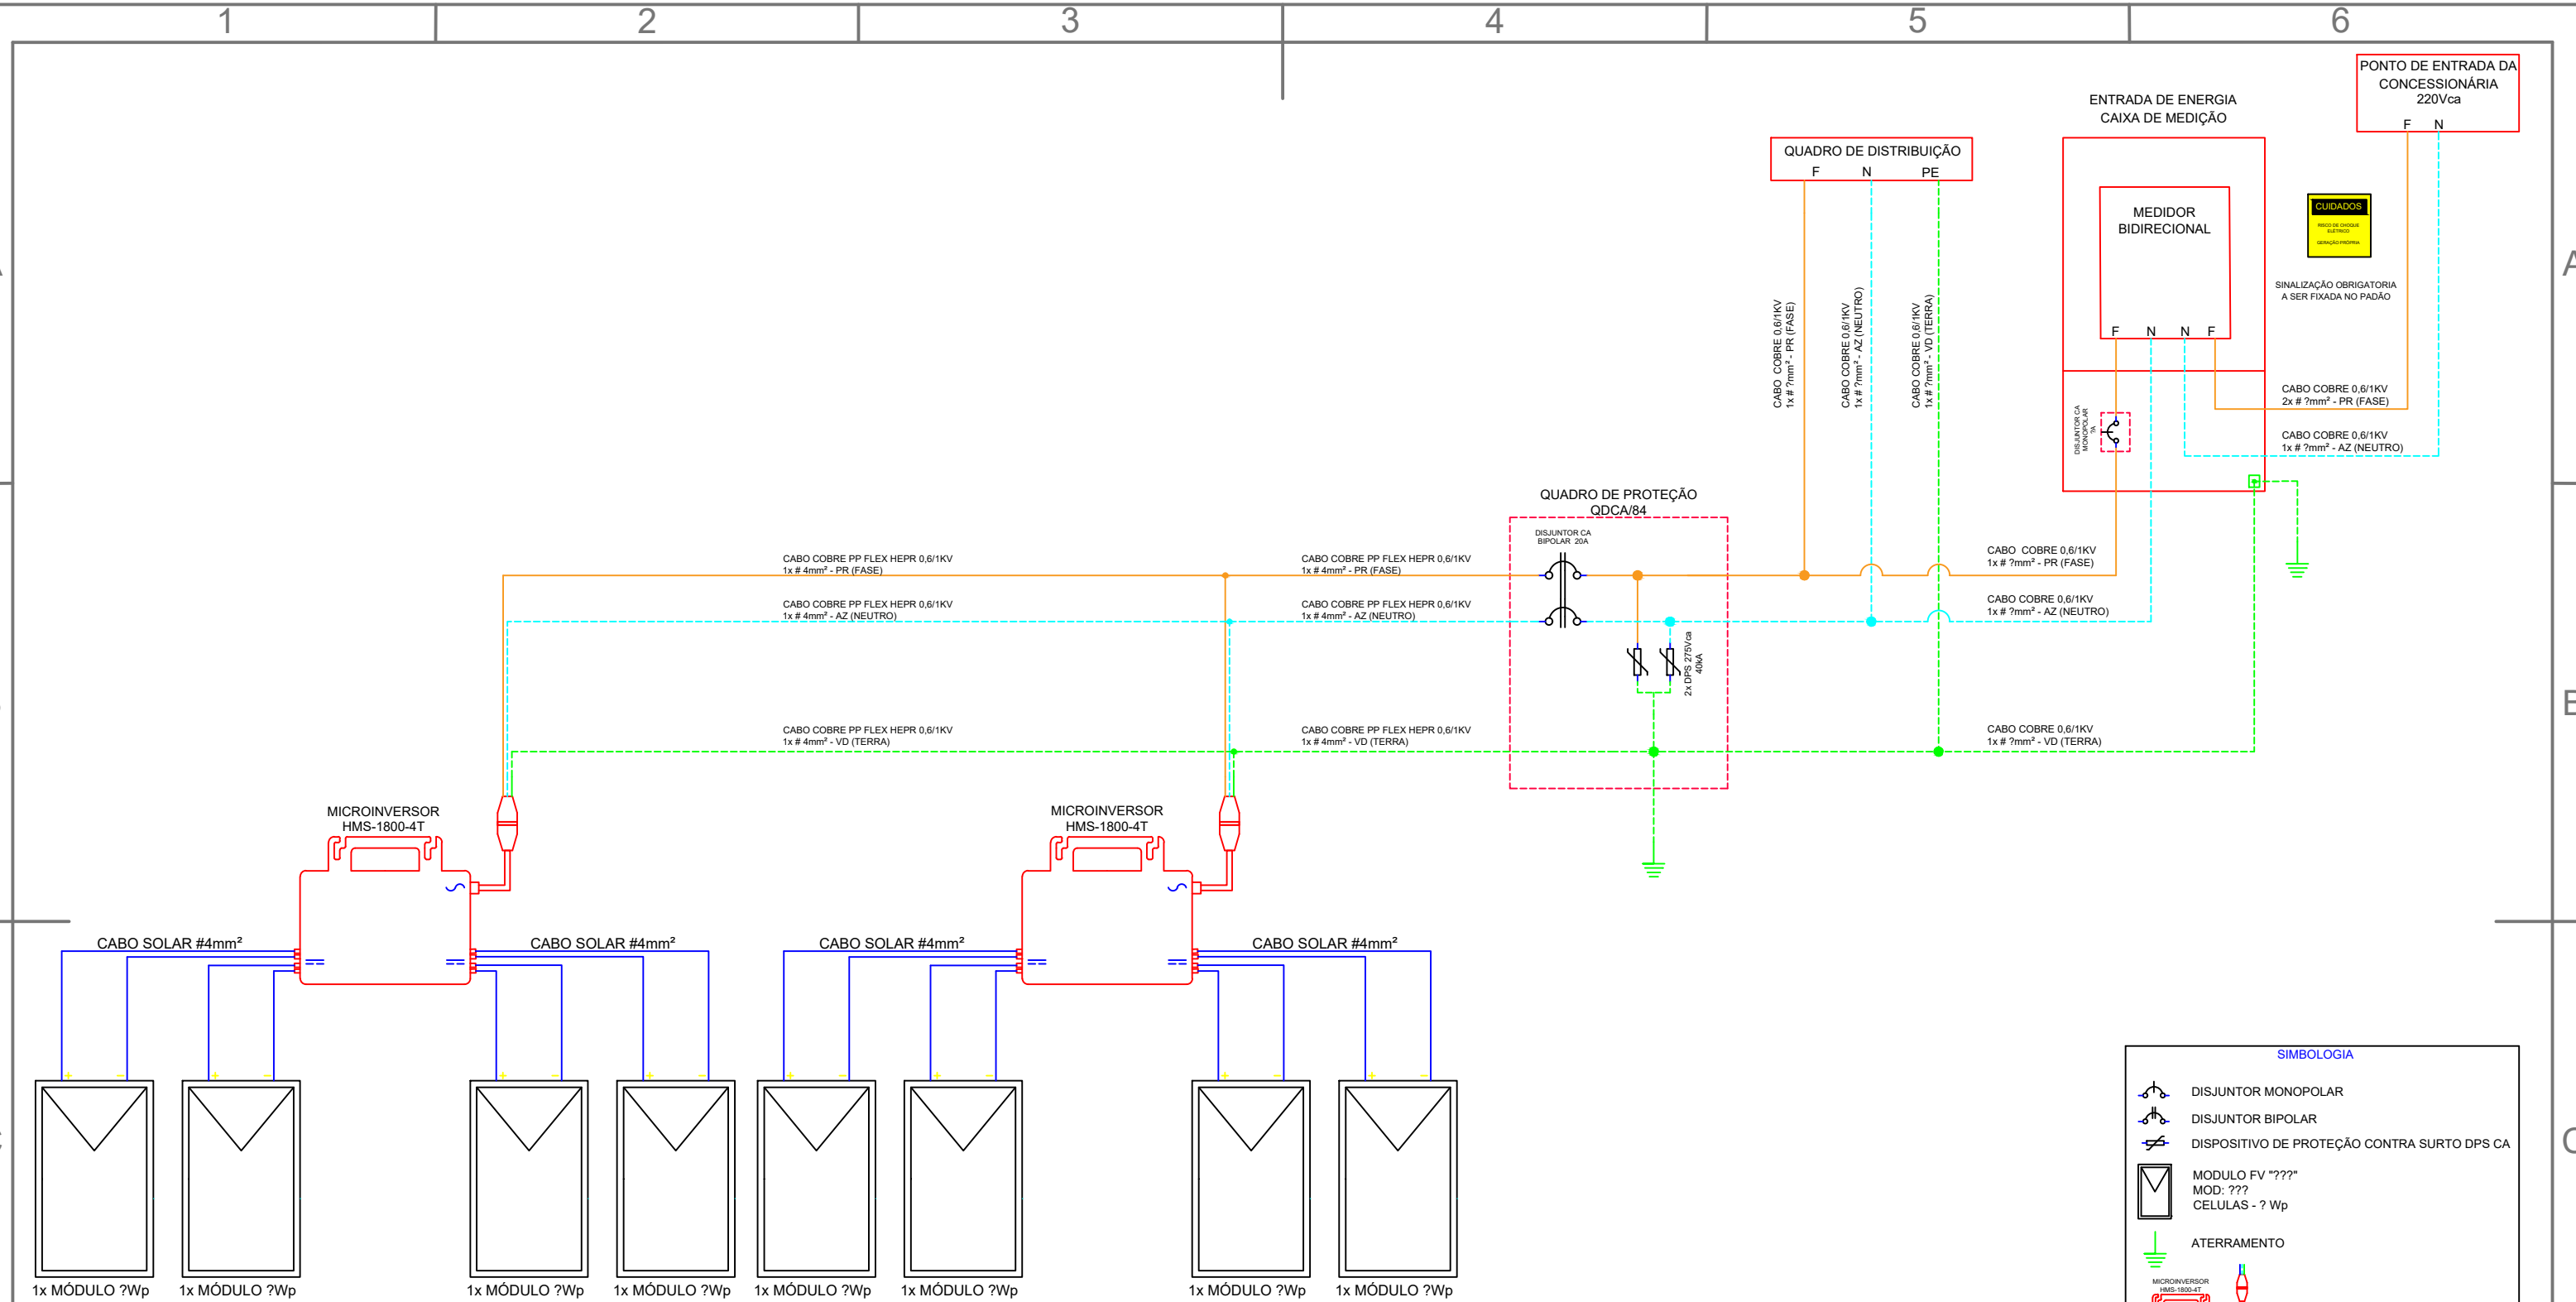 1
2
3
4
5
6
PONTO DE ENTRADA DA
CONCESSIONÁRIA
220Vca
F N
ENTRADA DE ENERGIA
CAIXA DE MEDIÇÃO
QUADRO DE DISTRIBUIÇÃO
F N PE
MEDIDOR
BIDIRECIONAL
F N N F
CUIDADOS
RISCO DE CHOQUE
ELÉTRICO
GERAÇÃO PRÓPRIA
SINALIZAÇÃO OBRIGATORIA
A SER FIXADA NO PADÃO
A
CABO COBRE 0,6/1KV
1x # ?mm² - PR (FASE)
CABO COBRE 0,6/1KV
1x # ?mm² - AZ (NEUTRO)
CABO COBRE 0,6/1KV
1x # ?mm² - VD (TERRA)
DISJUNTOR CA
MONOPOLAR
?A
CABO COBRE 0,6/1KV
2x # ?mm² - PR (FASE)
CABO COBRE 0,6/1KV
1x # ?mm² - AZ (NEUTRO)
QUADRO DE PROTEÇÃO
QDCA/84
DISJUNTOR CA
BIPOLAR 20A
CABO COBRE PP FLEX HEPR 0,6/1KV
1x # 4mm² - PR (FASE)
CABO COBRE PP FLEX HEPR 0,6/1KV
1x # 4mm² - PR (FASE)
CABO COBRE 0,6/1KV
1x # ?mm² - PR (FASE)
CABO COBRE PP FLEX HEPR 0,6/1KV
1x # 4mm² - AZ (NEUTRO)
CABO COBRE PP FLEX HEPR 0,6/1KV
1x # 4mm² - AZ (NEUTRO)
CABO COBRE 0,6/1KV
1x # ?mm² - AZ (NEUTRO)
2x DPS 275Vca
40kA
B
CABO COBRE PP FLEX HEPR 0,6/1KV
1x # 4mm² - VD (TERRA)
CABO COBRE PP FLEX HEPR 0,6/1KV
1x # 4mm² - VD (TERRA)
CABO COBRE 0,6/1KV
1x # ?mm² - VD (TERRA)
MICROINVERSOR
HMS-1800-4T
MICROINVERSOR
HMS-1800-4T
CABO SOLAR #4mm²
CABO SOLAR #4mm²
CABO SOLAR #4mm²
CABO SOLAR #4mm²
+ − + − + − + − + − + − + − + −
C
1x MÓDULO ?Wp
1x MÓDULO ?Wp
1x MÓDULO ?Wp
1x MÓDULO ?Wp
1x MÓDULO ?Wp
1x MÓDULO ?Wp
1x MÓDULO ?Wp
1x MÓDULO ?Wp
SIMBOLOGIA
DISJUNTOR MONOPOLAR
DISJUNTOR BIPOLAR
DISPOSITIVO DE PROTEÇÃO CONTRA SURTO DPS CA
MODULO FV "???"
MOD: ???
CELULAS - ? Wp
ATERRAMENTO
MICROINVERSOR
HMS-1800-4T